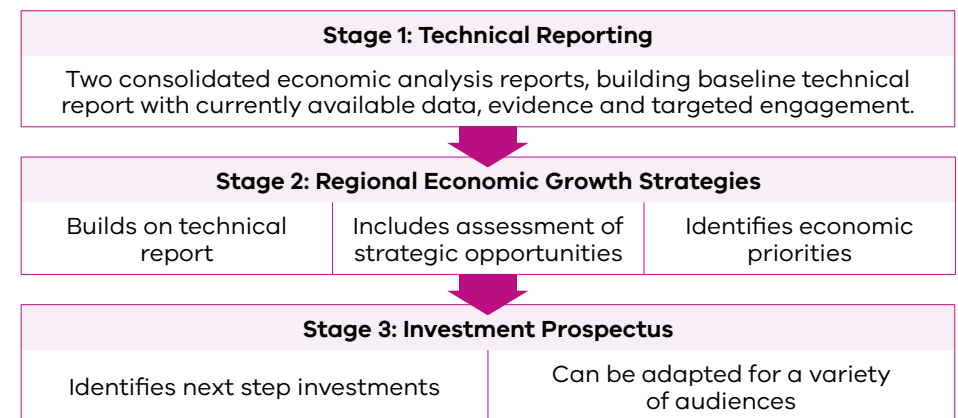 Stage 1: Technical Reporting
Two consolidated economic analysis reports, building baseline technical
report with currently available data, evidence and targeted engagement.
Stage 2: Regional Economic Growth Strategies
Builds on technical
report
Includes assessment of
strategic opportunities
Identifies economic
priorities
Stage 3: Investment Prospectus
Identifies next step investments
Can be adapted for a variety
of audiences